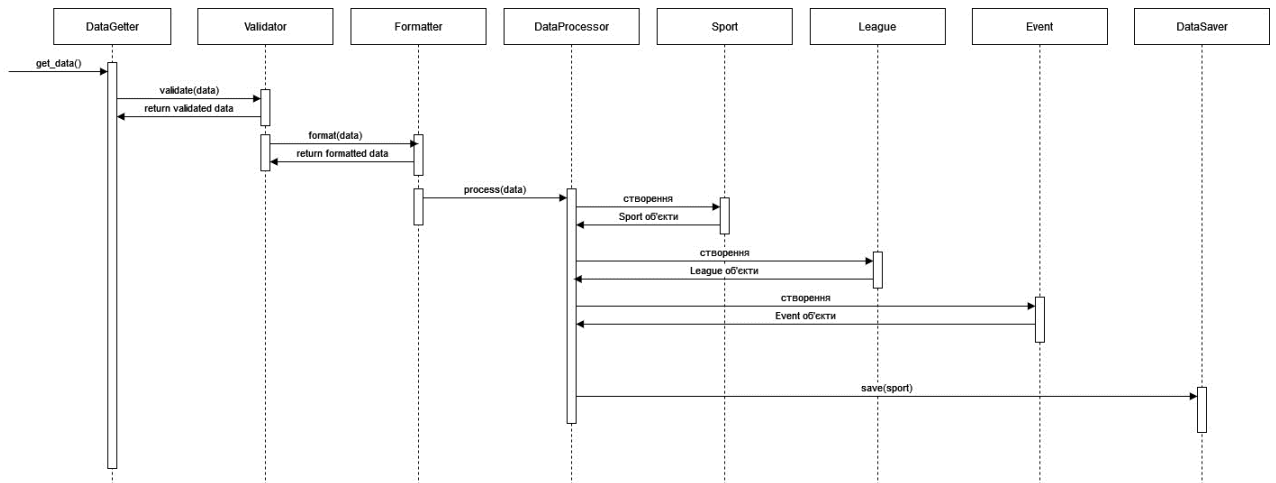 DataGetter
Validator
Formatter
DataProcessor
Sport
League
Event
DataSaver
get_data()
validate(data)
return validated data
format(data)
return formatted data
process(data)
створення
Sport об'єкти
створення
League об'єкти
створення
Event об'єкти
save(sport)